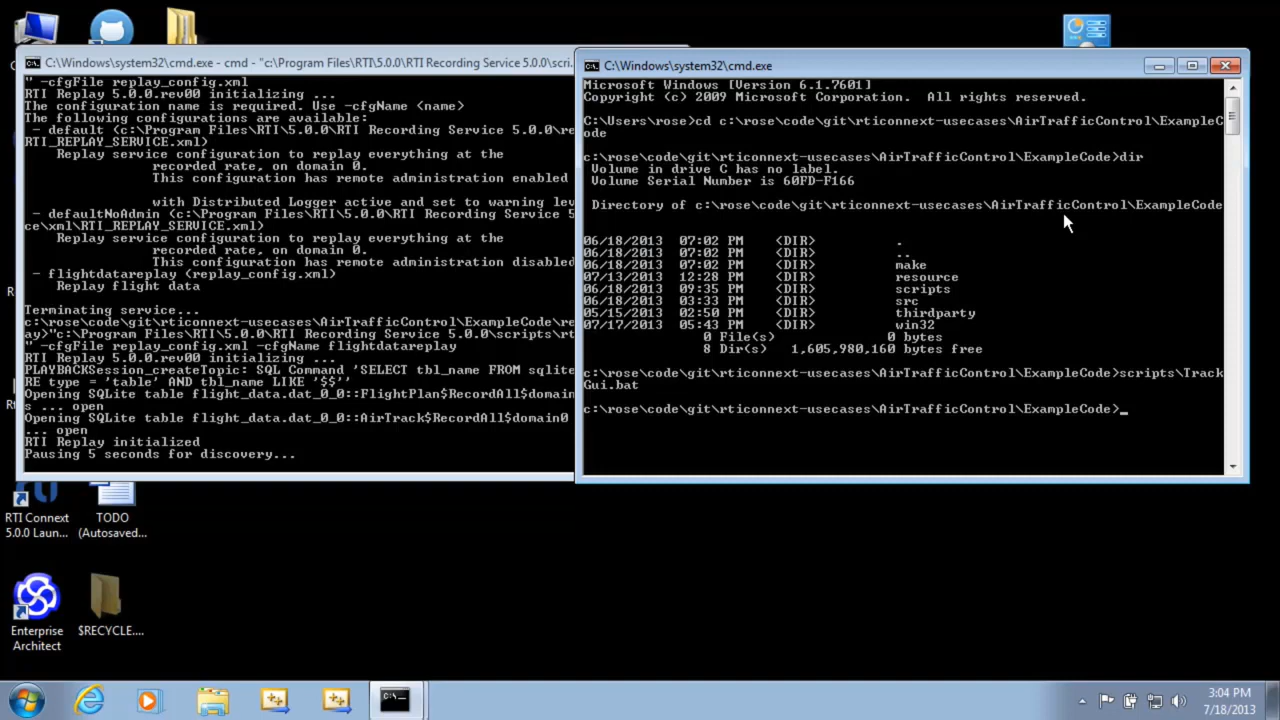 C:\Windows\system32\cmd.exe - cmd - "c:\Program Files\RTI\5.0.0\RTI Recording Service 5.0.0\scri...
" -cfgFile replay_config.xml
RTI Replay 5.0.0.rev00 initializing ...
The configuration name is required. Use -cfgName <name>
The following configurations are available:
- default (c:\Program Files\RTI\5.0.0\RTI Recording Service 5.0.0\re
RTI_REPLAY_SERVICE.xml)
Replay service configuration to replay everything at the
recorded rate, on domain 0.
This configuration has remote administration enabled
with Distributed Logger active and set to warning lev
- defaultNoAdmin (c:\Program Files\RTI\5.0.0\RTI Recording Service 5
ce\xml\RTI_REPLAY_SERVICE.xml)
Replay service configuration to replay everything at the
recorded rate, on domain 0.
This configuration has remote administration disabled
- flightdatareplay (replay_config.xml)
Replay flight data
Terminating service...
c:\rose\code\git\rticonnext-usecases\AirTrafficControl\ExampleCode\re
ay>"c:\Program Files\RTI\5.0.0\RTI Recording Service 5.0.0\scripts\rt
" -cfgFile replay_config.xml -cfgName flightdatareplay
RTI Replay 5.0.0.rev00 initializing ...
PLAYBACKSession_createTopic: SQL Command 'SELECT tbl_name FROM sqlite
RE type = 'table' AND tbl_name LIKE '$$''
Opening SQLite table flight_data.dat_0_0::FlightPlan$RecordAll$domain
s ... open
Opening SQLite table flight_data.dat_0_0::AirTrack$RecordAll$domain0
... open
RTI Replay initialized
Pausing 5 seconds for discovery...
C:\Windows\system32\cmd.exe
Microsoft Windows [Version 6.1.7601]
Copyright (c) 2009 Microsoft Corporation.  All rights reserved.
C:\Users\rose>cd c:\rose\code\git\rticonnext-usecases\AirTrafficControl\ExampleC
ode
c:\rose\code\git\rticonnext-usecases\AirTrafficControl\ExampleCode>dir
Volume in drive C has no label.
Volume Serial Number is 60FD-F166
Directory of c:\rose\code\git\rticonnext-usecases\AirTrafficControl\ExampleCode
06/18/2013  07:02 PM    <DIR>          .
06/18/2013  07:02 PM    <DIR>          ..
06/18/2013  07:02 PM    <DIR>          make
07/13/2013  12:28 PM    <DIR>          resource
06/18/2013  09:35 PM    <DIR>          scripts
06/18/2013  03:33 PM    <DIR>          src
05/15/2013  02:50 PM    <DIR>          thirdparty
07/17/2013  05:43 PM    <DIR>          win32
0 File(s)              0 bytes
8 Dir(s)   1,605,980,160 bytes free
c:\rose\code\git\rticonnext-usecases\AirTrafficControl\ExampleCode>scripts\Track
Gui.bat
c:\rose\code\git\rticonnext-usecases\AirTrafficControl\ExampleCode>_
RTI Connext
5.0.0 Laun...
TODO
(Autosaved...
Enterprise
Architect
$RECYCLE....
3:04 PM
7/18/2013